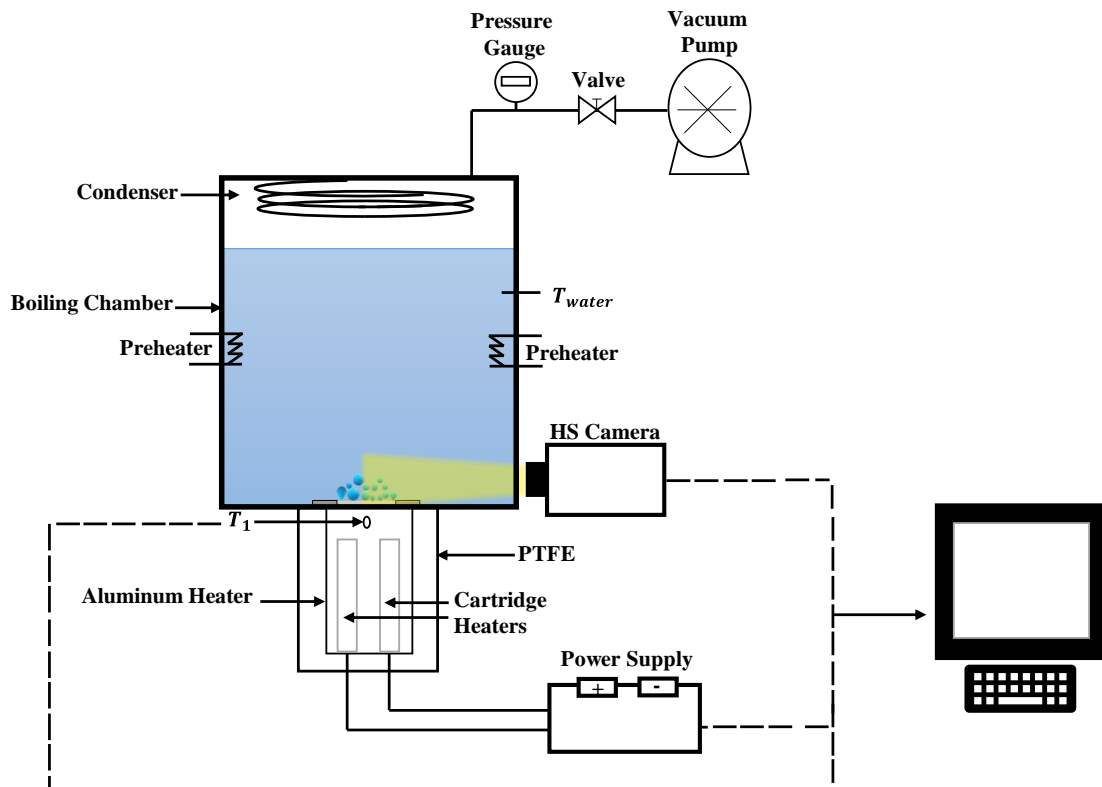 Pressure
Gauge
Vacuum
Pump
Valve
Condenser
Boiling Chamber
T_water
Preheater
Preheater
HS Camera
T_1
PTFE
Aluminum Heater
Cartridge
Heaters
Power Supply
+
-